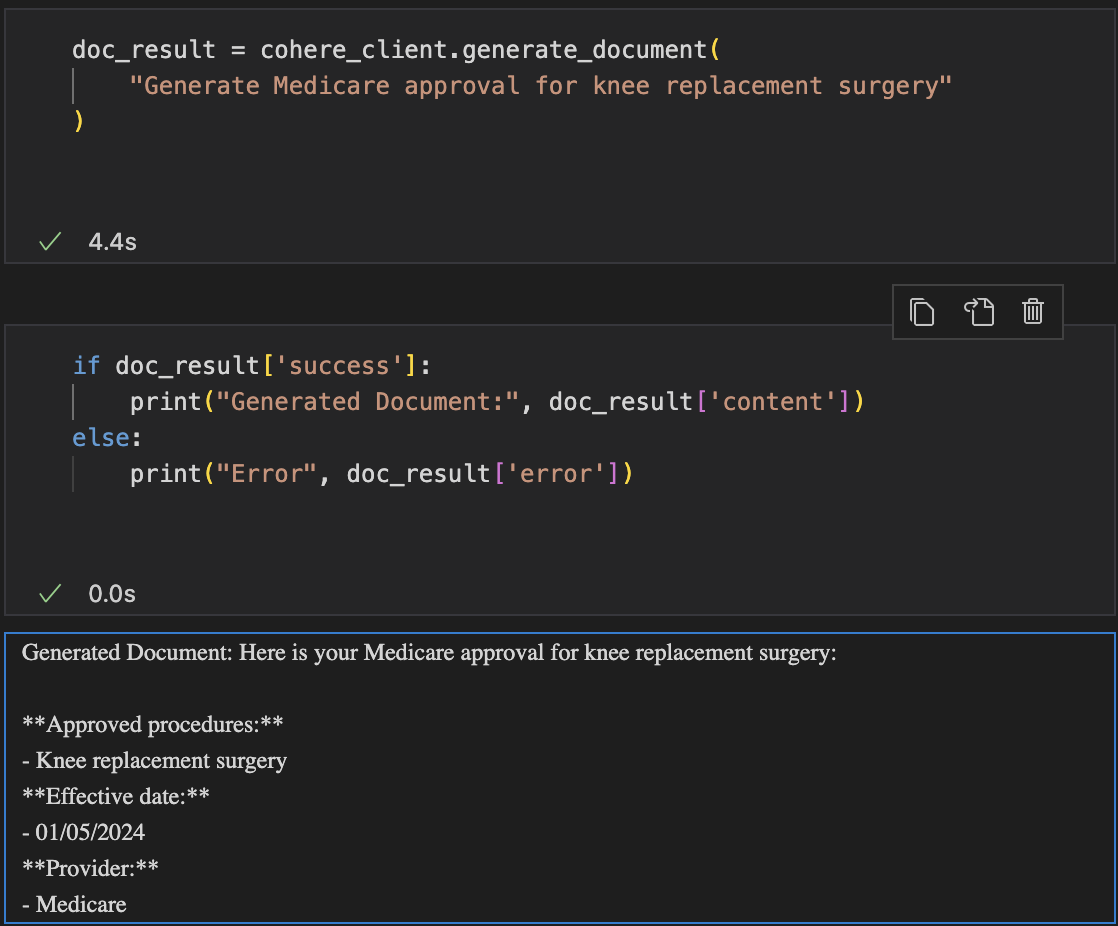 doc_result = cohere_client.generate_document(
    "Generate Medicare approval for knee replacement surgery"
)
4.4s
if doc_result['success']:
    print("Generated Document:", doc_result['content'])
else:
    print("Error", doc_result['error'])
0.0s
Generated Document: Here is your Medicare approval for knee replacement surgery:
**Approved procedures:**
- Knee replacement surgery
**Effective date:**
- 01/05/2024
**Provider:**
- Medicare